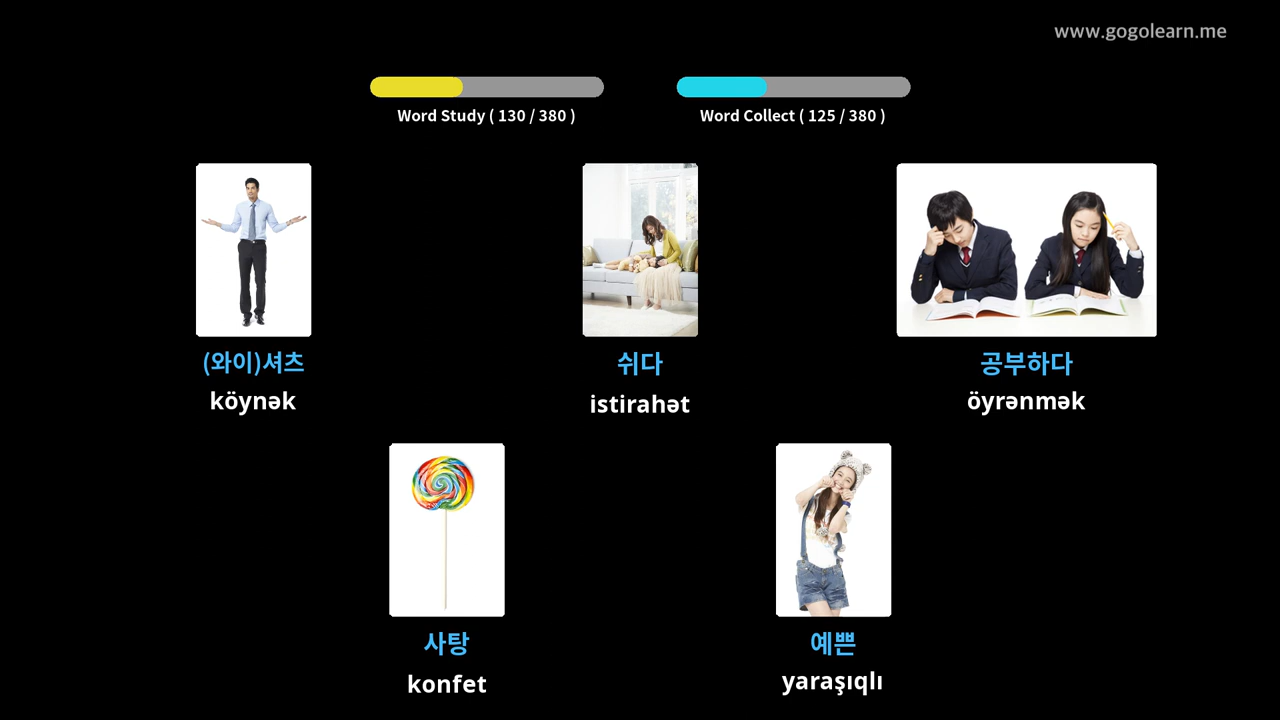 www.gogolearn.me
Word Study ( 130 / 380 )
Word Collect ( 125 / 380 )
(와이)셔츠
köynək
쉬다
istirahət
공부하다
öyrənmək
사탕
konfet
예쁜
yaraşıqlı